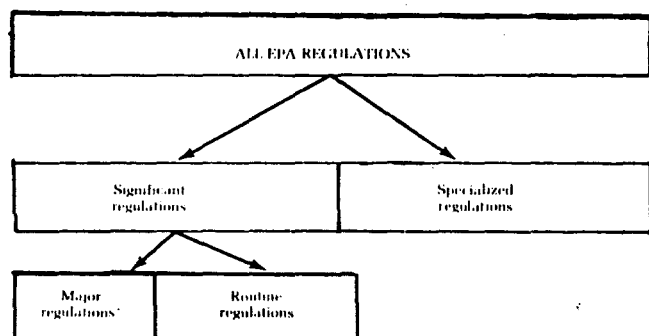 ALL EPA REGULATIONS
Significant
regulations
Specialized
regulations
Major
regulations
Routine
regulations